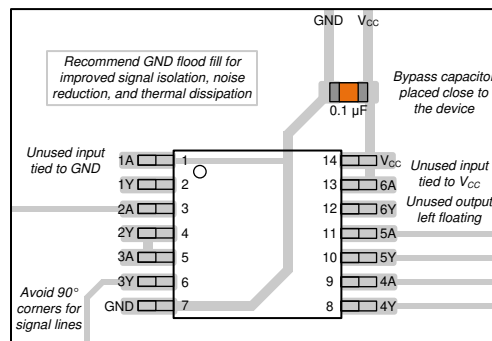 GND VCC
Recommend GND flood fill for
improved signal isolation, noise
reduction, and thermal dissipation
Bypass capacitor
placed close to
the device
0.1 µF
Unused input
tied to GND
1A 1 14 VCC
1Y 2 13 6A
2A 3 12 6Y
2Y 4 11 5A
3A 5 10 5Y
3Y 6 9 4A
GND 7 8 4Y
Unused input
tied to VCC
Unused output
left floating
Avoid 90°
corners for
signal lines